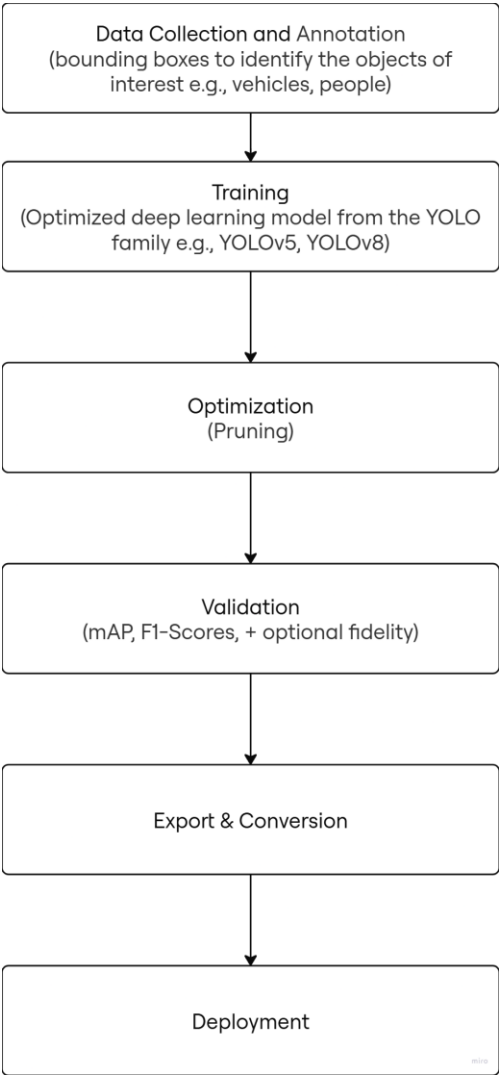 Data Collection and Annotation
(bounding boxes to identify the objects of
interest e.g., vehicles, people)
Training
(Optimized deep learning model from the YOLO
family e.g., YOLOv5, YOLOv8)
Optimization
(Pruning)
Validation
(mAP, F1-Scores, + optional fidelity)
Export & Conversion
Deployment
miro